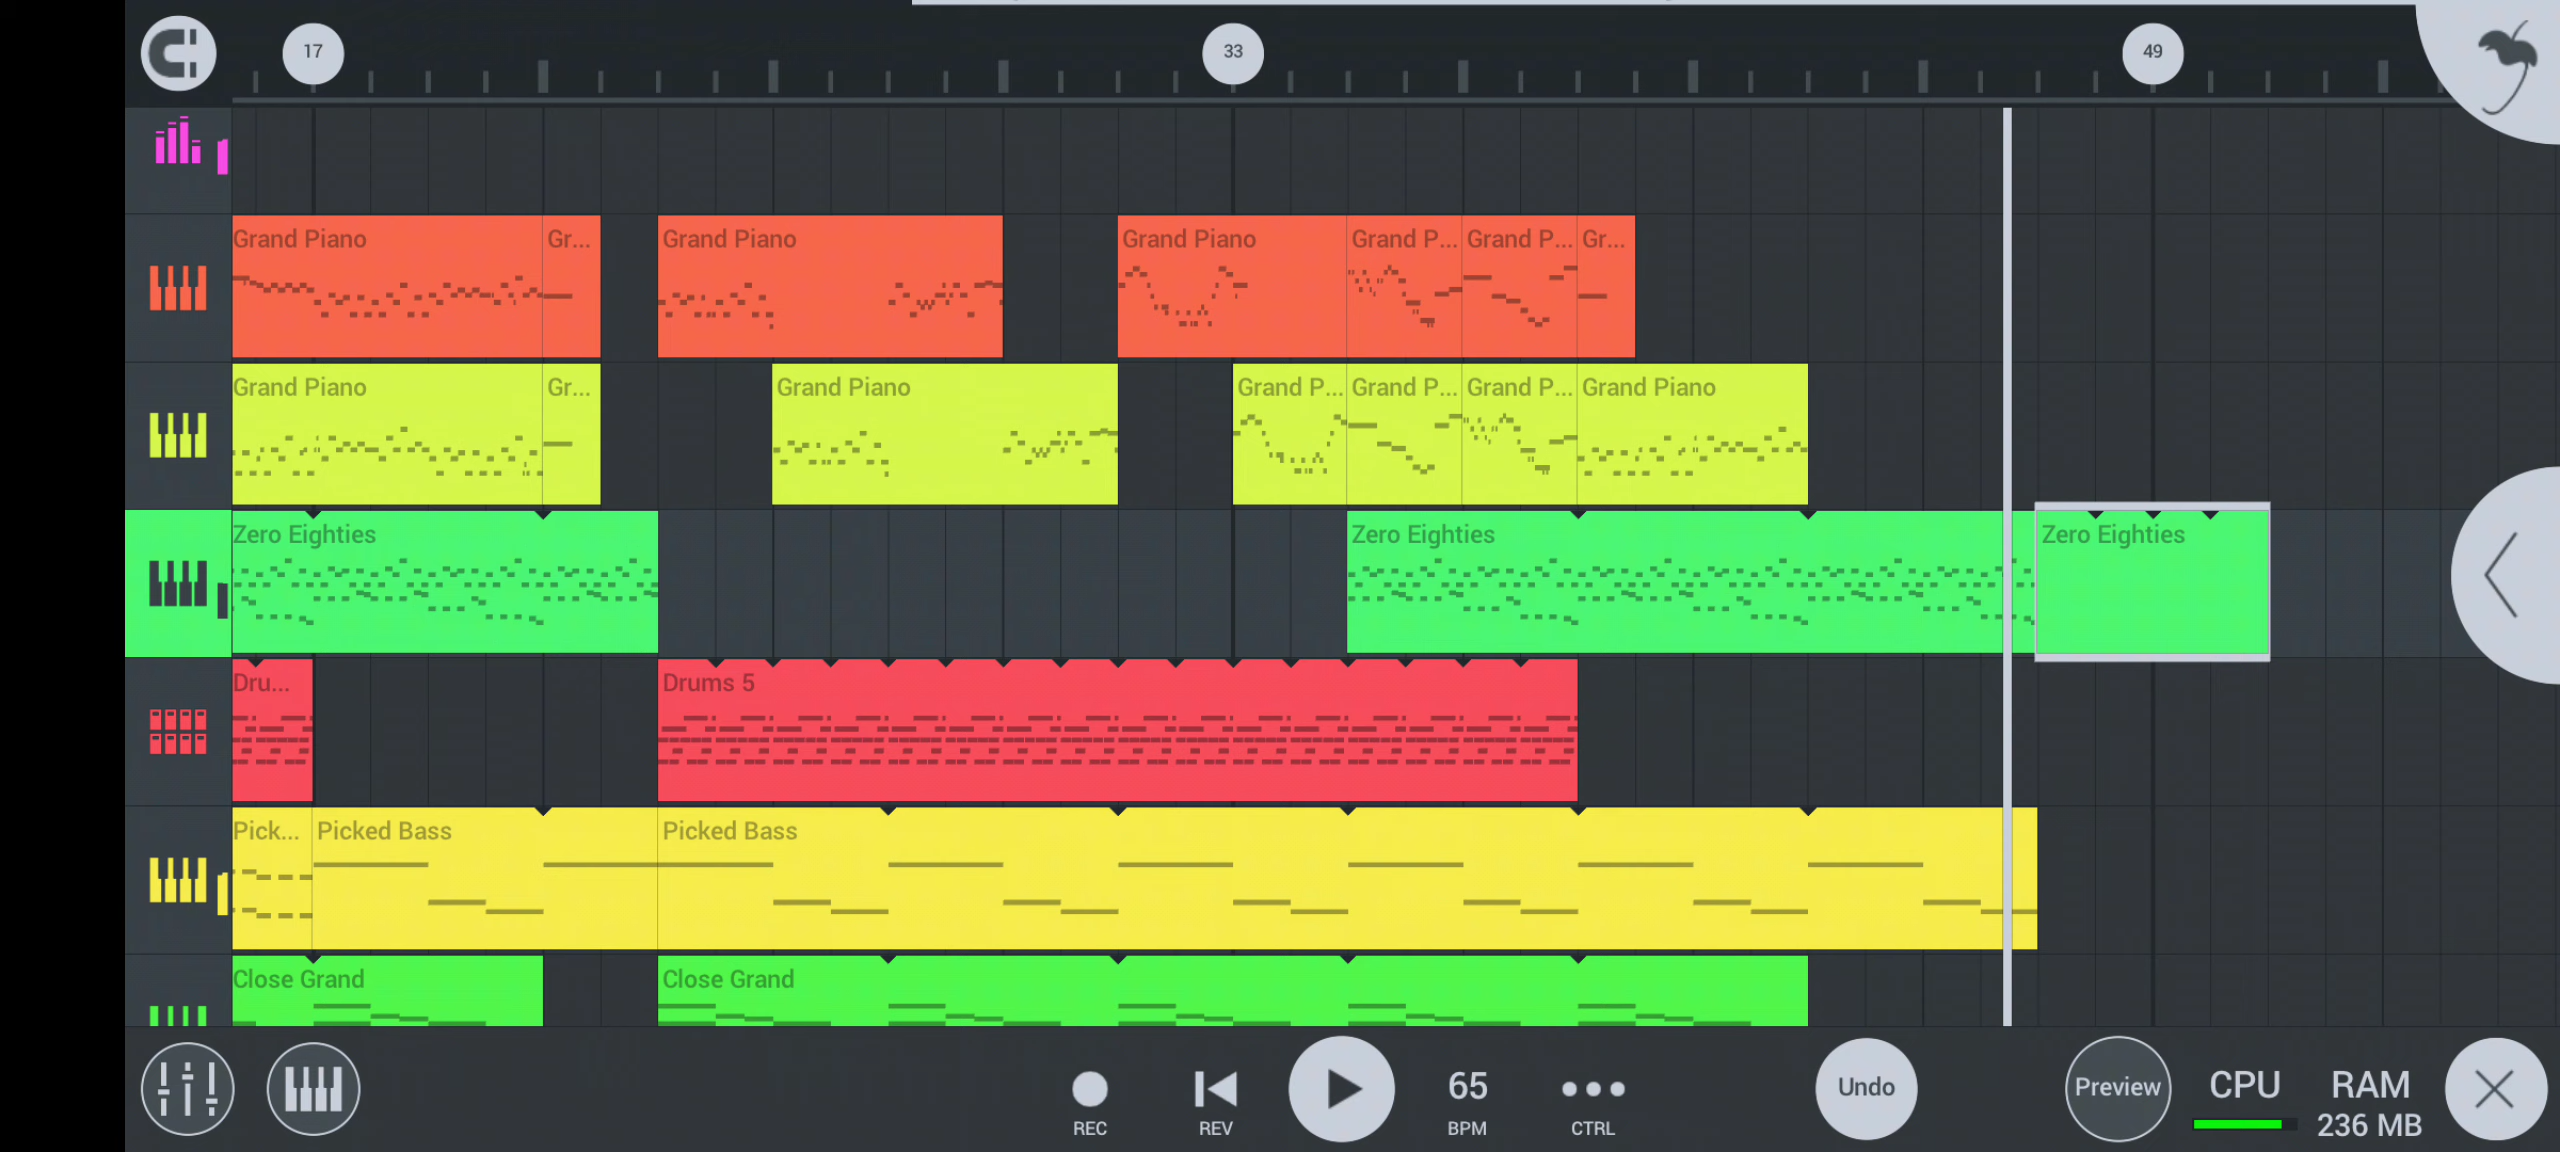 17 33 49
Grand Piano Gr... Grand Piano Grand Piano Grand P... Grand P... Gr...
Grand Piano Gr... Grand Piano Grand P... Grand P... Grand P... Grand Piano
Zero Eighties Zero Eighties Zero Eighties
Dru... Drums 5
Pick... Picked Bass Picked Bass
Close Grand Close Grand
65 Undo Preview CPU RAM
REC REV BPM CTRL 236 MB